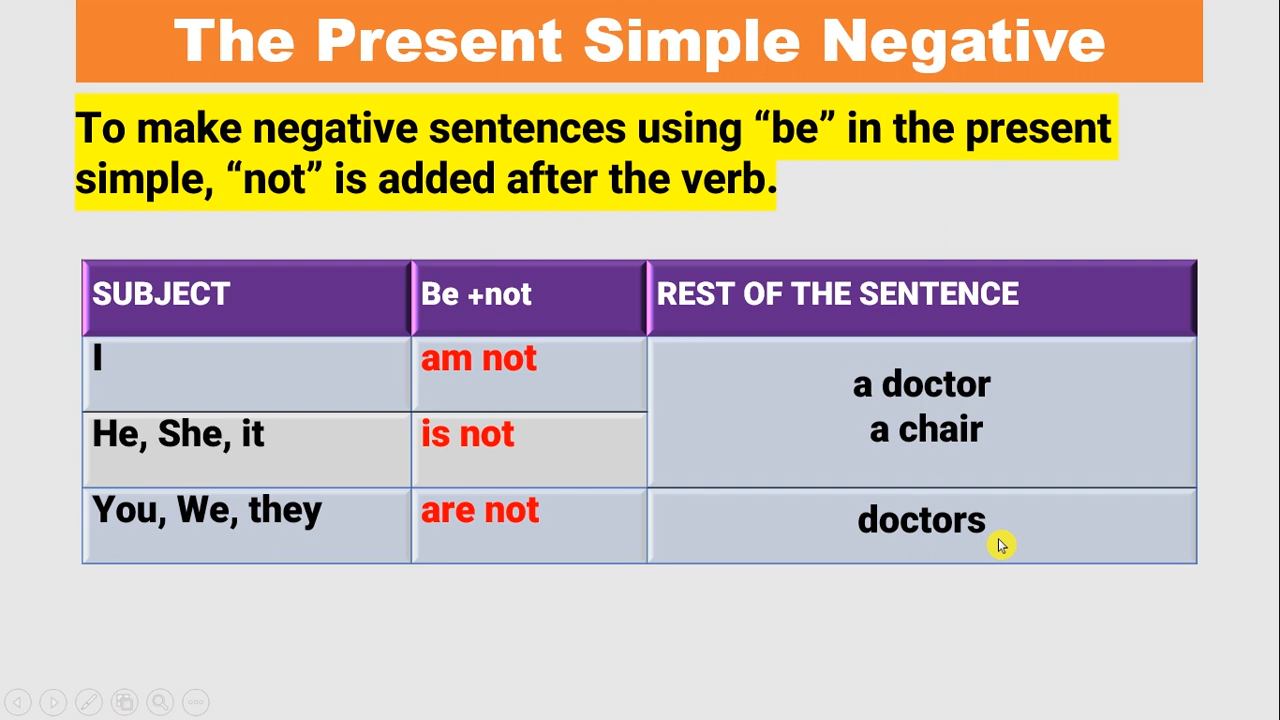 The Present Simple Negative
To make negative sentences using “be” in the present
simple, “not” is added after the verb.
SUBJECT
Be +not
REST OF THE SENTENCE
I
am not
a doctor
a chair
He, She, it
is not
You, We, they
are not
doctors